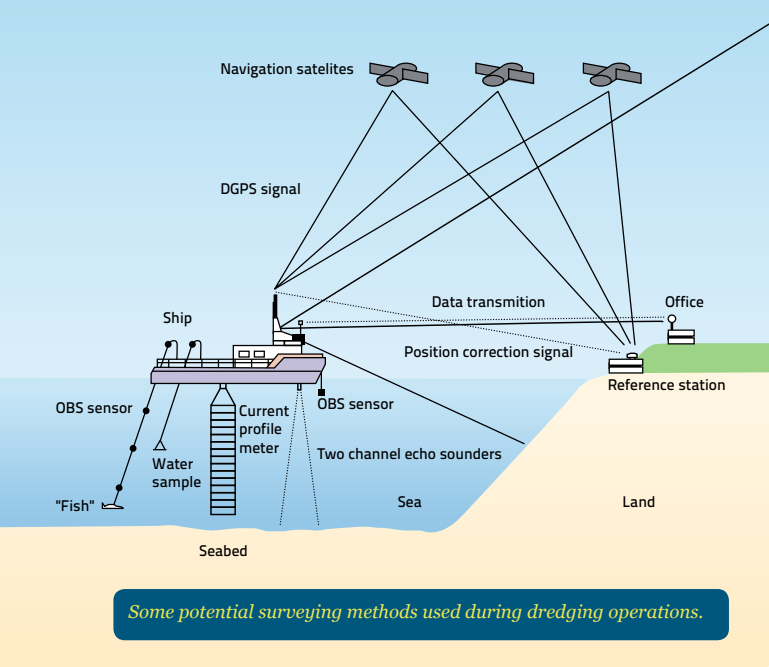 Navigation satelites
DGPS signal
Data transmition
Office
Ship
Position correction signal
Reference station
OBS sensor
Current
profile
meter
OBS sensor
Two channel echo sounders
Water
sample
"Fish"
Sea
Land
Seabed
Some potential surveying methods used during dredging operations.